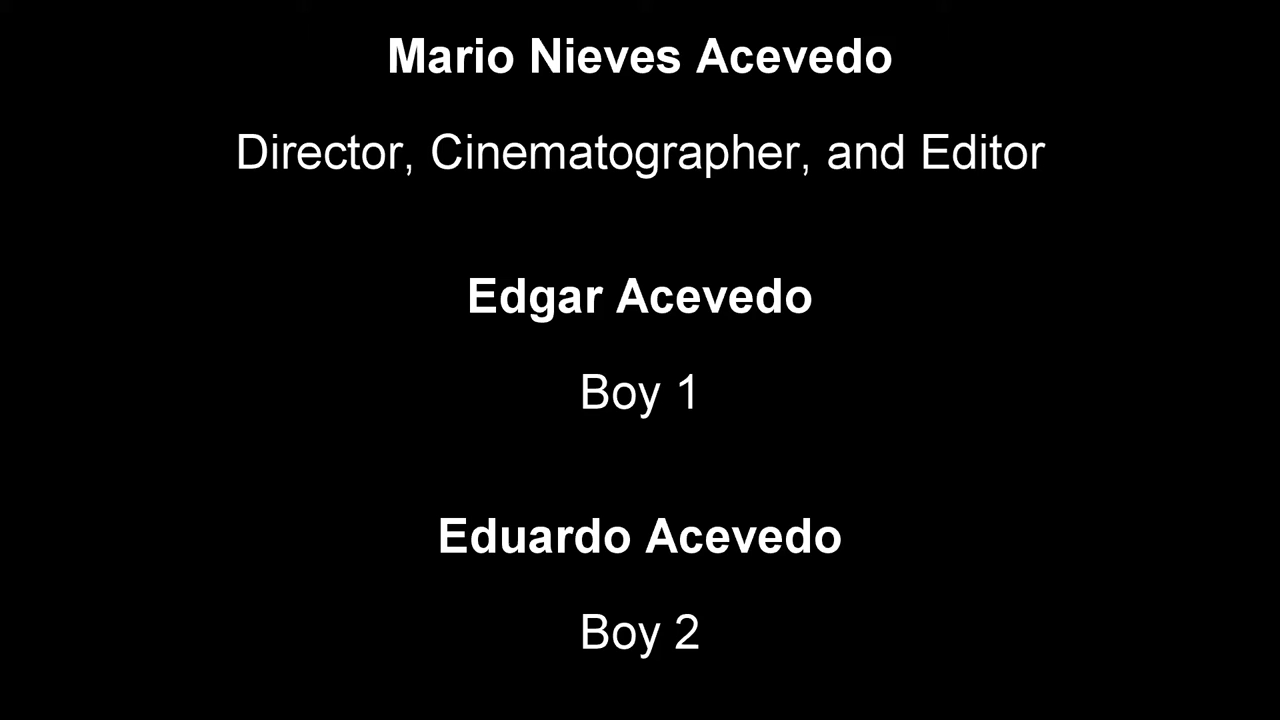 Mario Nieves Acevedo
Director, Cinematographer, and Editor
Edgar Acevedo
Boy 1
Eduardo Acevedo
Boy 2